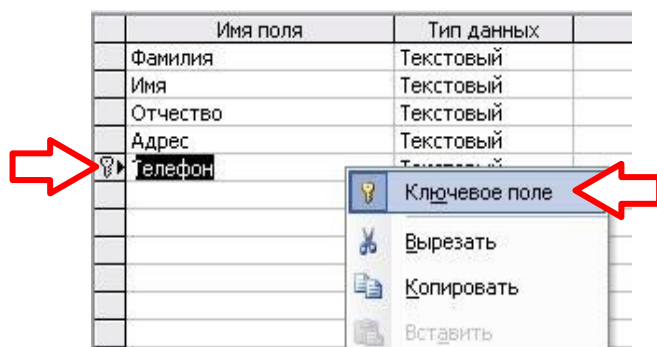 Имя поля Тип данных
Фамилия Текстовый
Имя Текстовый
Отчество Текстовый
Адрес Текстовый
Телефон
Ключевое поле
Вырезать
Копировать
Вставить